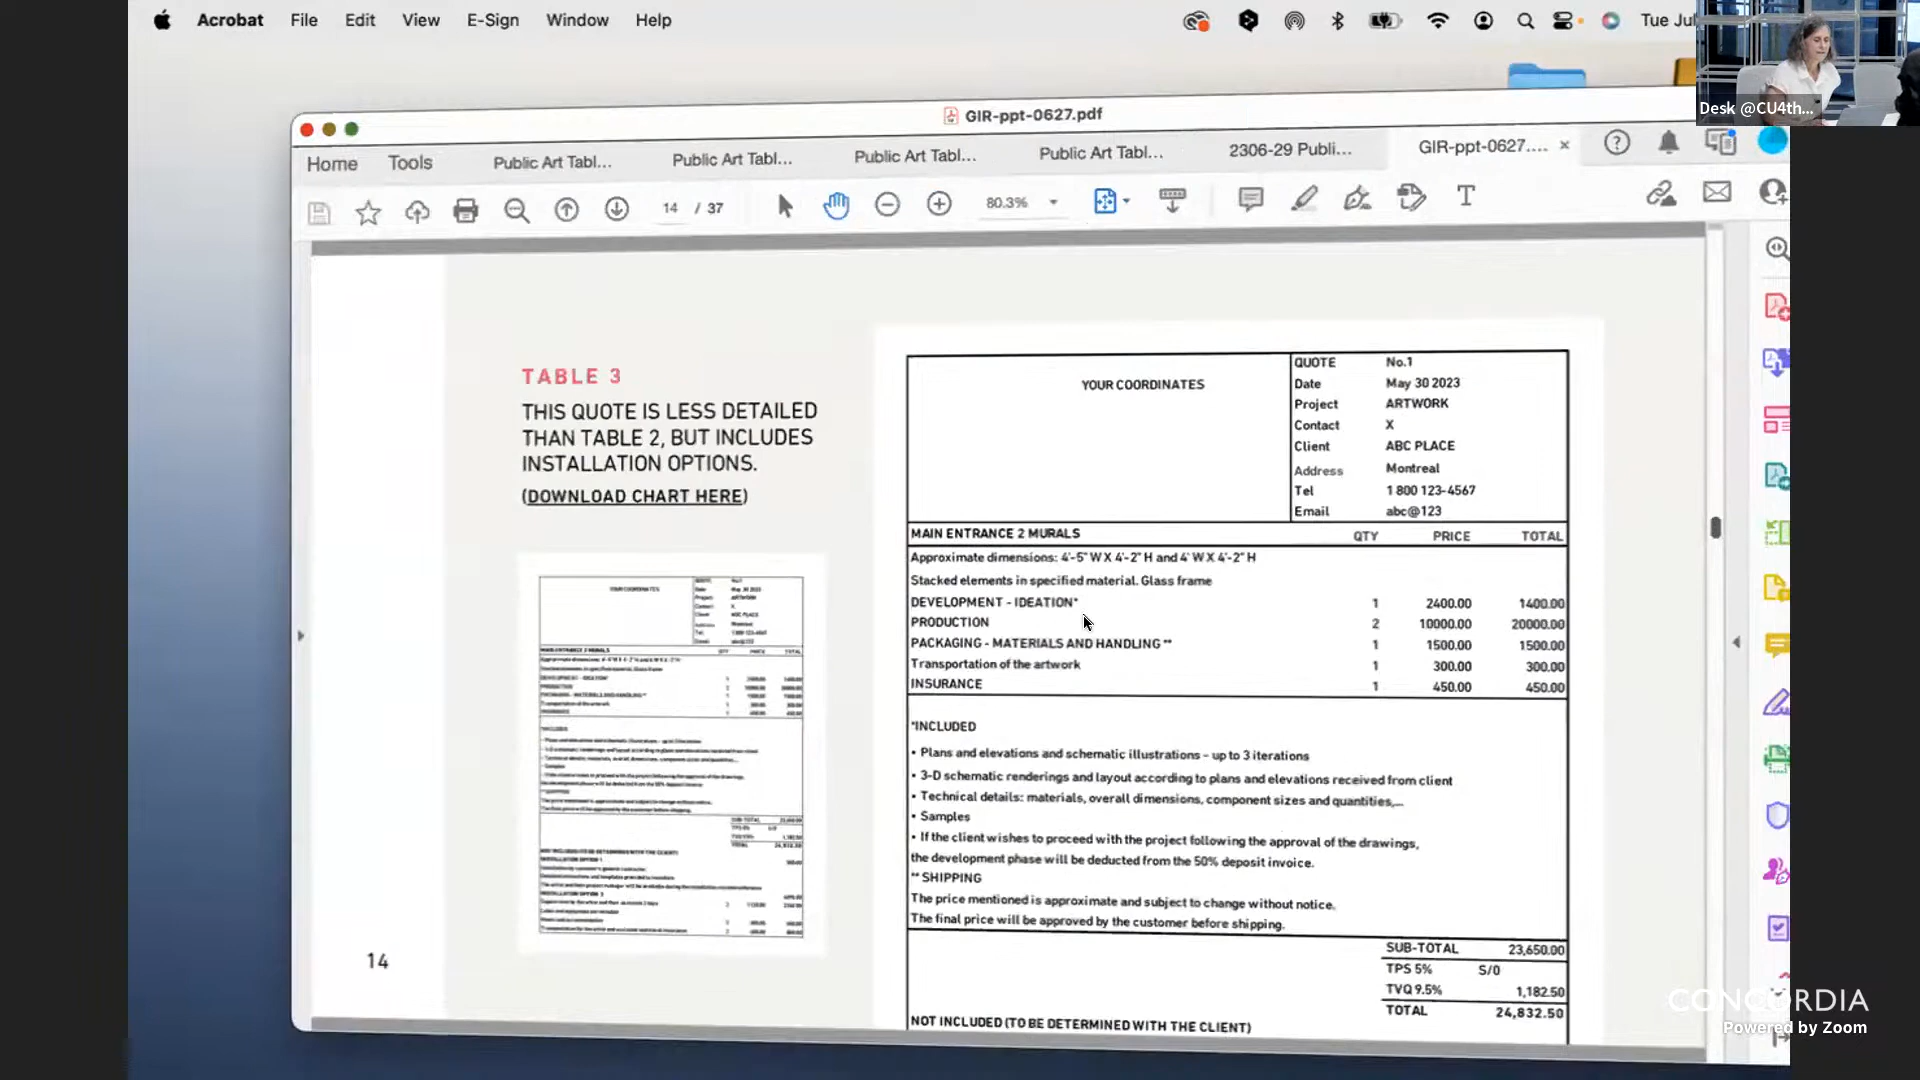 Acrobat File Edit View E-Sign Window Help
Tue Jul
Desk @CU4th...
GIR-ppt-0627.pdf
Home Tools Public Art Tabl... Public Art Tabl... Public Art Tabl... Public Art Tabl... 2306-29 Publi... GIR-ppt-0627.... ×
14 / 37 80.3%
TABLE 3
THIS QUOTE IS LESS DETAILED
THAN TABLE 2, BUT INCLUDES
INSTALLATION OPTIONS.
(DOWNLOAD CHART HERE)
14
YOUR COORDINATES
QUOTE No.1
Date May 30 2023
Project ARTWORK
Contact X
Client ABC PLACE
Address Montreal
Tel 1 800 123-4567
Email abc@123
MAIN ENTRANCE 2 MURALS QTY PRICE TOTAL
Approximate dimensions: 4'-5" W X 4'-2" H and 4' W X 4'-2" H
Stacked elements in specified material. Glass frame
DEVELOPMENT - IDEATION* 1 2400.00 1400.00
PRODUCTION 2 10000.00 20000.00
PACKAGING - MATERIALS AND HANDLING ** 1 1500.00 1500.00
Transportation of the artwork 1 300.00 300.00
INSURANCE 1 450.00 450.00
*INCLUDED
• Plans and elevations and schematic illustrations - up to 3 iterations
• 3-D schematic renderings and layout according to plans and elevations received from client
• Technical details: materials, overall dimensions, component sizes and quantities,...
• Samples
• If the client wishes to proceed with the project following the approval of the drawings,
the development phase will be deducted from the 50% deposit invoice.
** SHIPPING
The price mentioned is approximate and subject to change without notice.
The final price will be approved by the customer before shipping.
SUB-TOTAL 23,650.00
TPS 5% S/0
TVQ 9.5% 1,182.50
TOTAL 24,832.50
NOT INCLUDED (TO BE DETERMINED WITH THE CLIENT)
CONCORDIA
Powered by Zoom